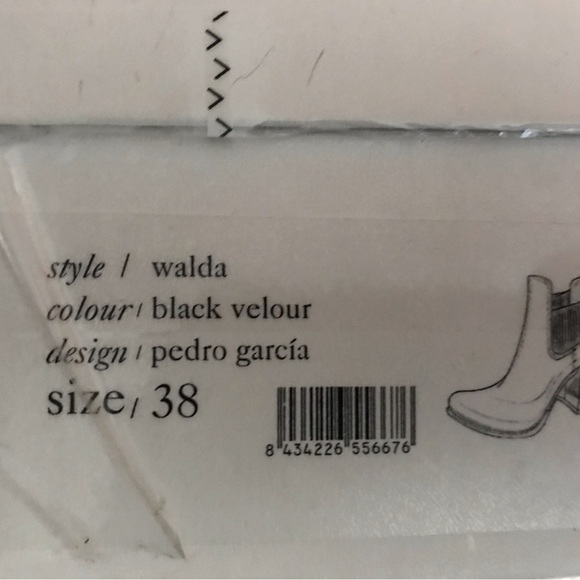 style / walda
colour / black velour
design / pedro garcía
size / 38
8 434226 556676